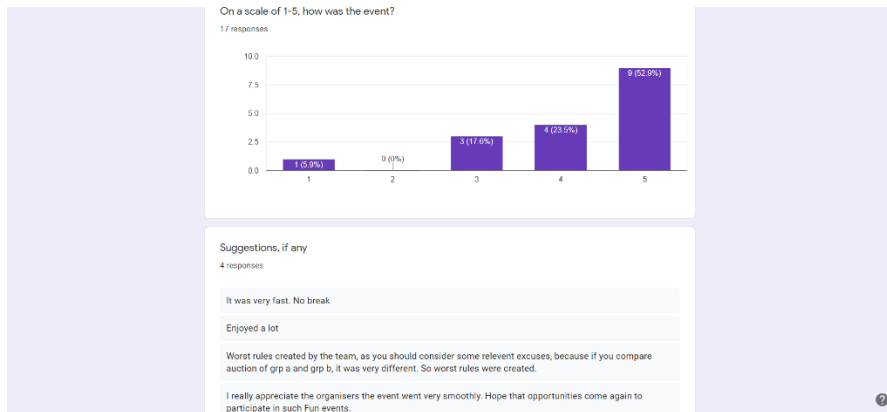 On a scale of 1-5, how was the event?
17 responses
10.0
7.5
5.0
2.5
0.0
1 (5.9%)
0 (0%)
3 (17.6%)
4 (23.5%)
9 (52.9%)
1
2
3
4
5
Suggestions, if any
4 responses
It was very fast. No break
Enjoyed a lot
Worst rules created by the team, as you should consider some relevent excuses, because if you compare
auction of grp a and grp b, it was very different. So worst rules were created.
I really appreciate the organisers the event went very smoothly. Hope that opportunities come again to
participate in such Fun events.
?